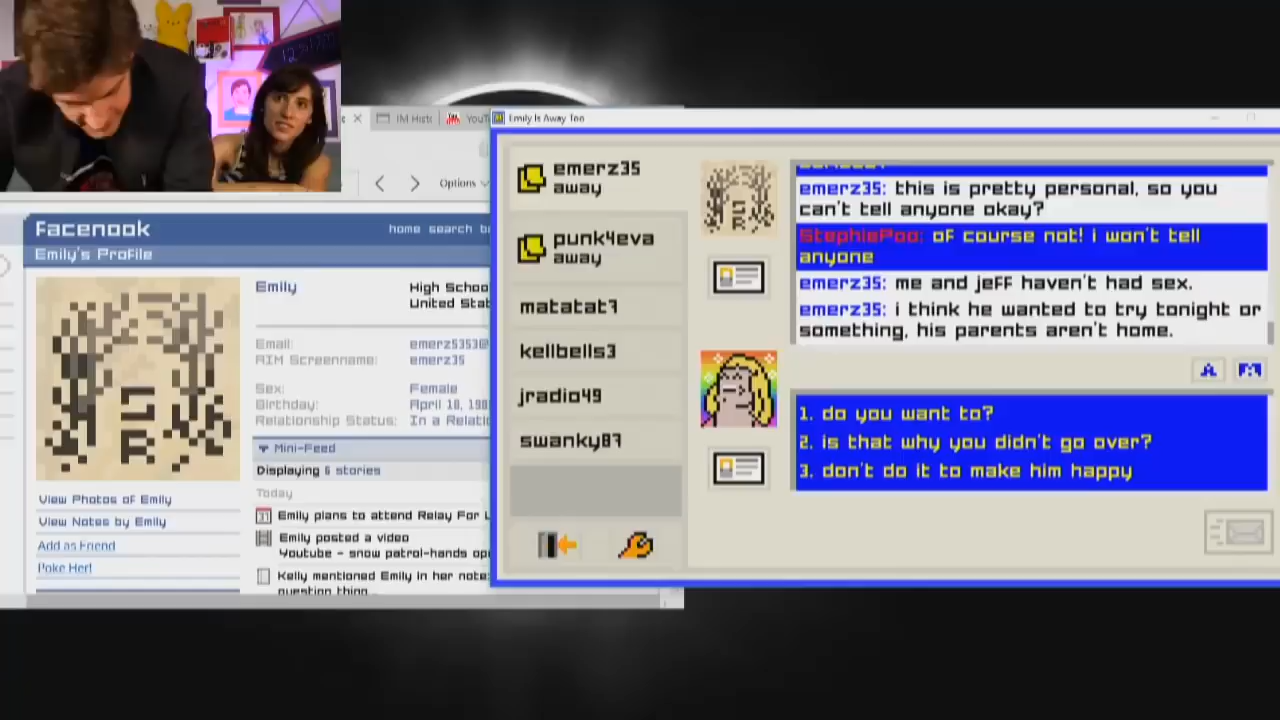 IM Hist
Emily Is Away Too
Options
Facenook
home search b
Emily's Profile
Emily
High Schoo
United Stat
Email:
emerz5353@
AIM Screenname:
emerz35
Sex:
Female
Birthday:
April 18, 198
Relationship Status:
In a Relatio
Mini-Feed
Displaying 6 stories
Today
Emily plans to attend Relay For L
Emily posted a video
Youtube - snow patrol-hands ope
Kelly mentioned Emily in her note:
question thing...
View Photos of Emily
View Notes by Emily
Add as Friend
Poke Her!
emerz35
away
punk4eva
away
matatat7
kellbells3
jradio49
swanky87
emerz35: this is pretty personal, so you
can't tell anyone okay?
StephiePoo: of course not! i won't tell
anyone
emerz35: me and jeff haven't had sex.
emerz35: i think he wanted to try tonight or
something, his parents aren't home.
A
1. do you want to?
2. is that why you didn't go over?
3. don't do it to make him happy